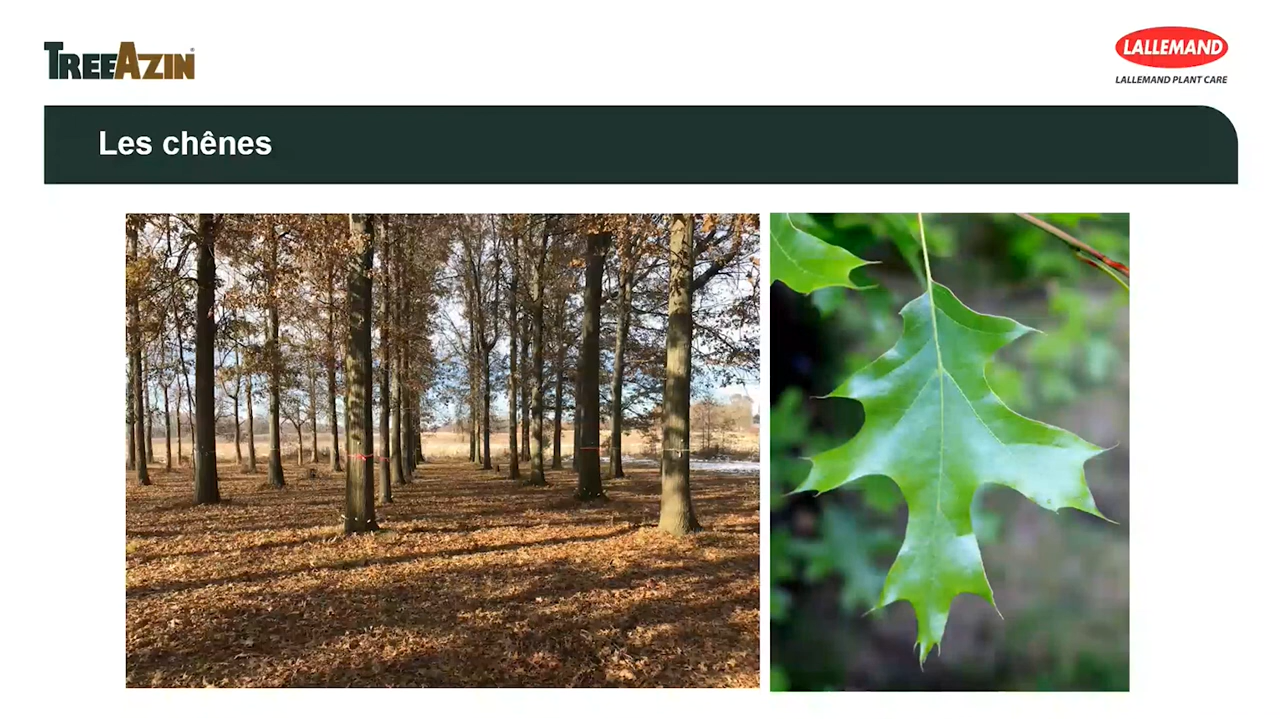 TREEAZIN®
LALLEMAND
LALLEMAND PLANT CARE
Les chênes